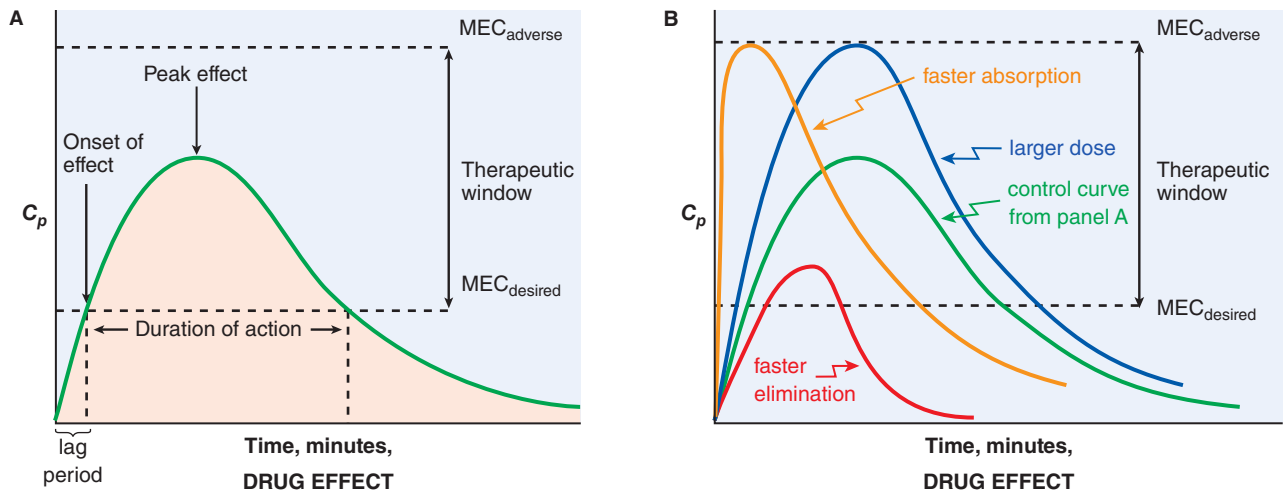 A
MEC adverse
Peak effect
Onset of
effect
Therapeutic
window
Cp
MEC desired
Duration of action
lag
period
Time, minutes,
DRUG EFFECT
B
MEC adverse
faster absorption
larger dose
Therapeutic
window
control curve
from panel A
Cp
MEC desired
faster
elimination
Time, minutes,
DRUG EFFECT